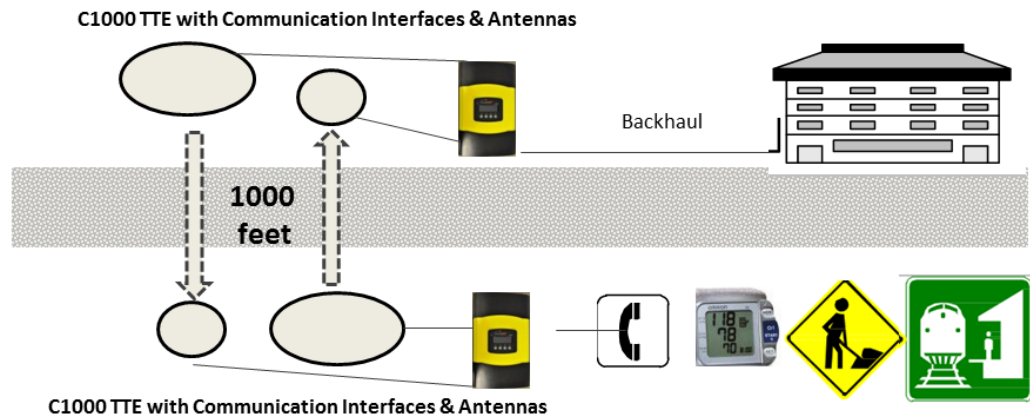 C1000 TTE with Communication Interfaces & Antennas
Backhaul
1000
feet
118
78
70
C1000 TTE with Communication Interfaces & Antennas